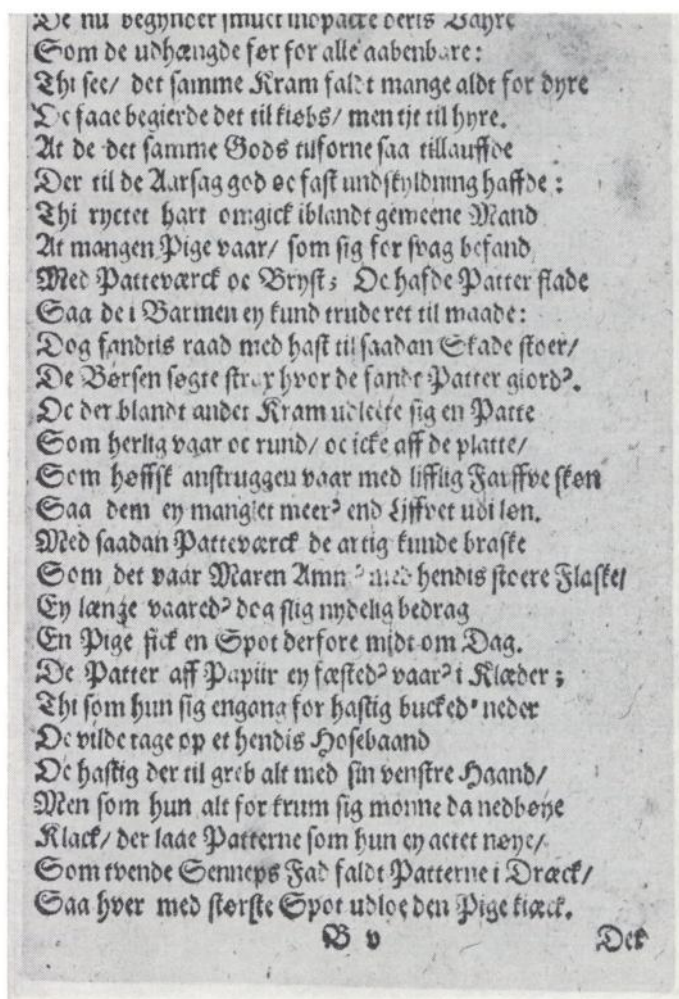 De nu begynder smuct indpacke deris Vahre
Som de udhængde før for alle aabenbare:
Thi see/ det samme Kram faldt mange aldt for dyre
Oc faae begierde det til kiøbs/ men tit til hyre.
At de det samme Gods tilforne saa tillauffde
Der til de Aarsag god oc fast undskyldning haffde:
Thi ryctet hart omgick iblandt gemeene Mand
At mangen Pige vaar/ som sig for svag befand
Med Patteværck oc Bryst; Oc hafde Patter flade
Saa de i Barmen ey kund trude ret til maade:
Dog fandtis raad med hast til saadan Skade stoer/
De Børsen søgte strax hvor de fandt Patter giord'.
Oc der blandt andet Kram udleete sig en Patte
Som herlig vaar oc rund/ oc icke aff de platte/
Som høffsk anstruggen vaar med lifflig Farffve skøn
Saa dem ey manglet meer' end Liffvet udi løn.
Med saadan Patteværck de artig kunde braske
Som det vaar Maren Amm' med hendis stoere Flaske/
Ey længe vaared' dog slig nydelig bedrag
En Pige fick en Spot derfore midt om Dag.
De Patter aff Papiir ey fæsted' vaar' i Klæder;
Thi som hun sig engang for hastig bucked' neder
Oc vilde tage op et hendis Hosebaand
Oc hastig der til greb alt med sin venstre Haand/
Men som hun alt for krum sig monne da nedbøye
Klack/ der laae Patterne som hun ey actet nøye/
Som tvende Senneps Fad faldt Patterne i Dræck/
Saa hver med største Spot udloe den Pige kiæck.
B v Det